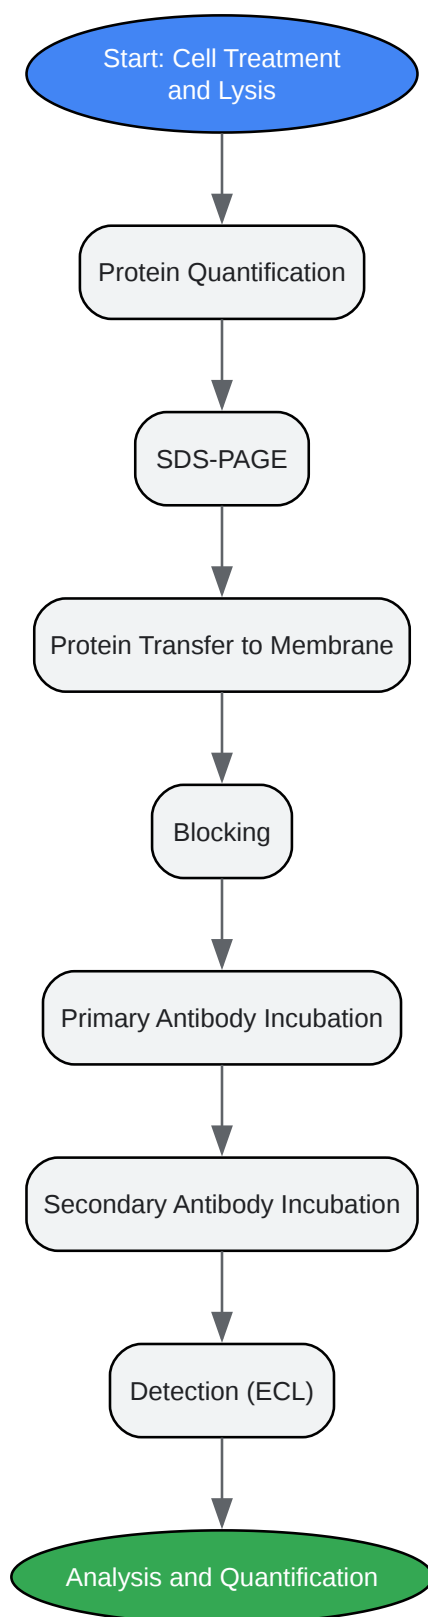 Start: Cell Treatment
and Lysis
Protein Quantification
SDS-PAGE
Protein Transfer to Membrane
Blocking
Primary Antibody Incubation
Secondary Antibody Incubation
Detection (ECL)
Analysis and Quantification